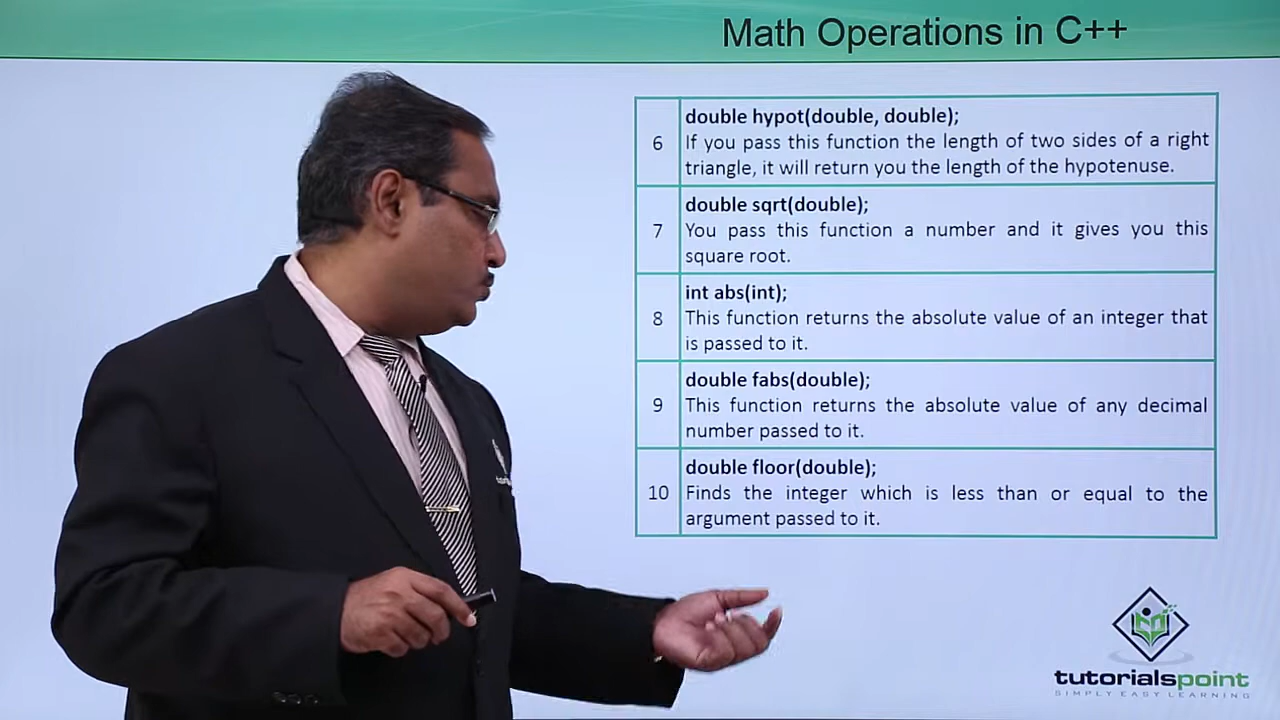 Math Operations in C++
6
double hypot(double, double);
If you pass this function the length of two sides of a right
triangle, it will return you the length of the hypotenuse.
7
double sqrt(double);
You pass this function a number and it gives you this
square root.
8
int abs(int);
This function returns the absolute value of an integer that
is passed to it.
9
double fabs(double);
This function returns the absolute value of any decimal
number passed to it.
10
double floor(double);
Finds the integer which is less than or equal to the
argument passed to it.
tutorialspoint
SIMPLY EASY LEARNING